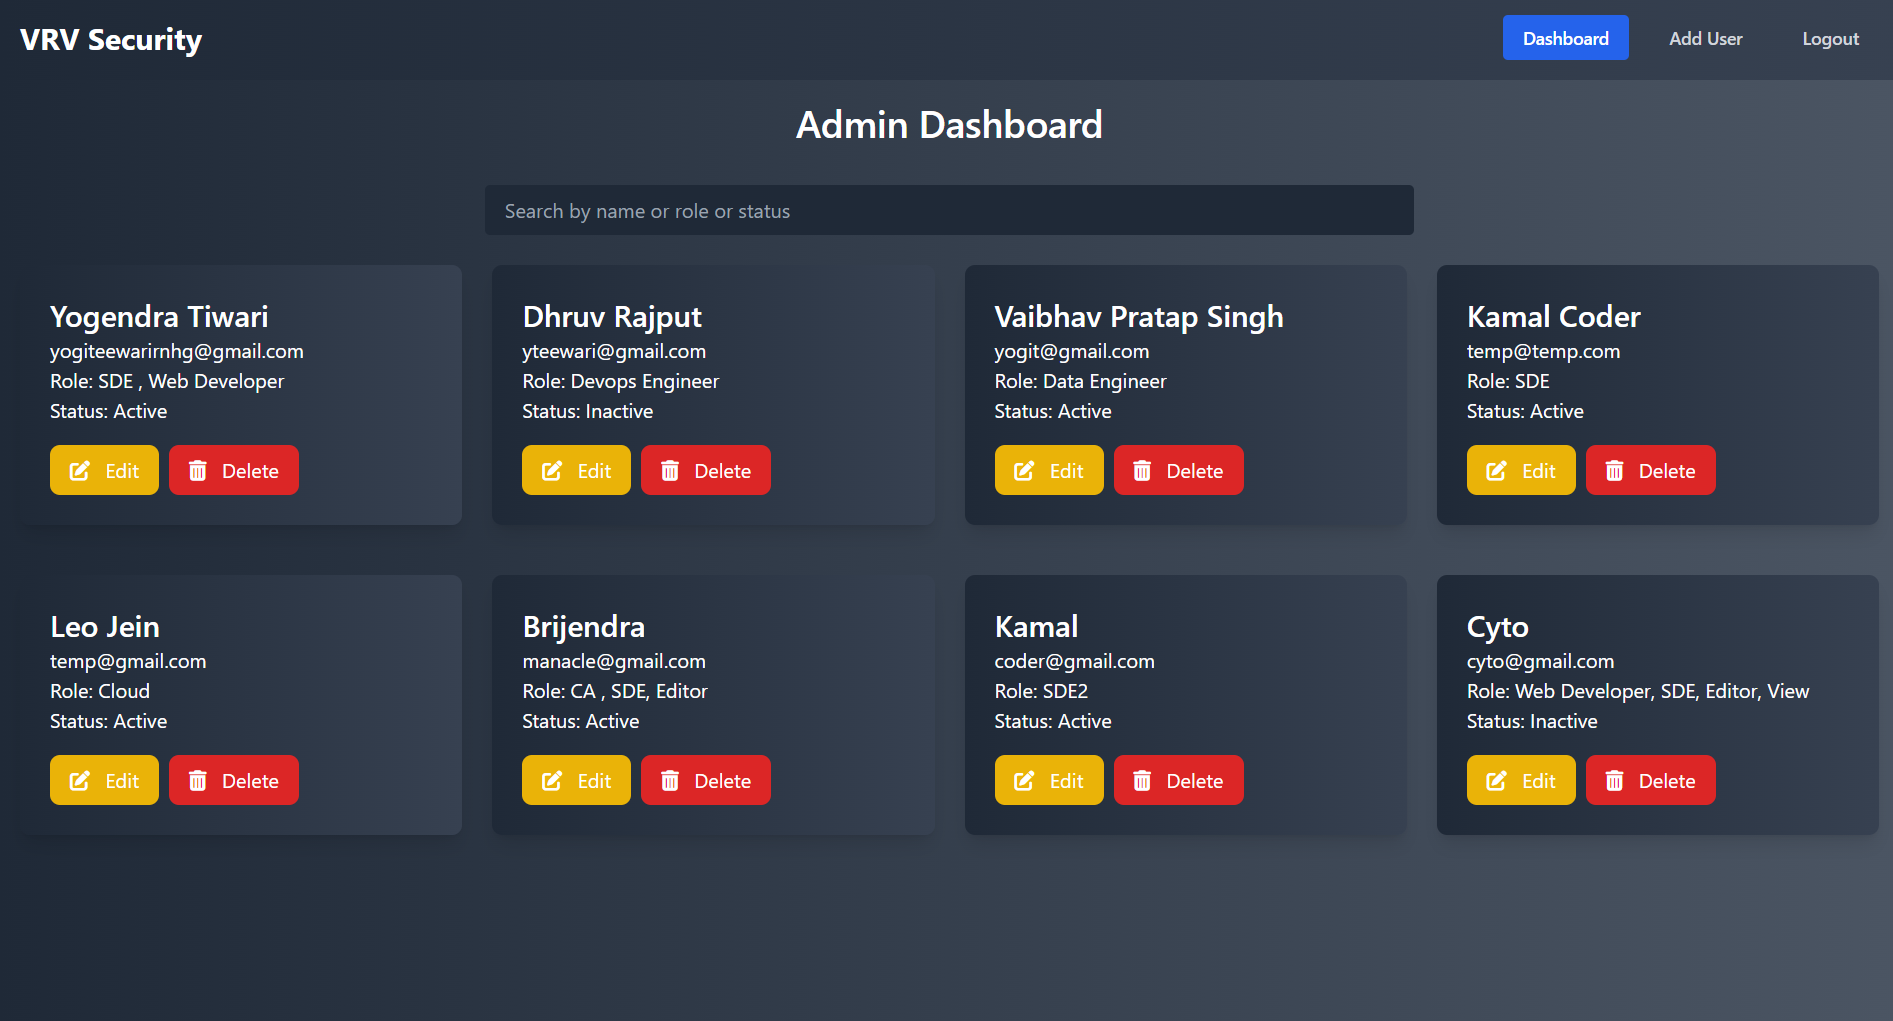 VRV Security
Dashboard
Add User
Logout
Admin Dashboard
Search by name or role or status
Yogendra Tiwari
yogiteewarirnhg@gmail.com
Role: SDE , Web Developer
Status: Active
Edit
Delete
Dhruv Rajput
yteewari@gmail.com
Role: Devops Engineer
Status: Inactive
Edit
Delete
Vaibhav Pratap Singh
yogit@gmail.com
Role: Data Engineer
Status: Active
Edit
Delete
Kamal Coder
temp@temp.com
Role: SDE
Status: Active
Edit
Delete
Leo Jein
temp@gmail.com
Role: Cloud
Status: Active
Edit
Delete
Brijendra
manacle@gmail.com
Role: CA , SDE, Editor
Status: Active
Edit
Delete
Kamal
coder@gmail.com
Role: SDE2
Status: Active
Edit
Delete
Cyto
cyto@gmail.com
Role: Web Developer, SDE, Editor, View
Status: Inactive
Edit
Delete